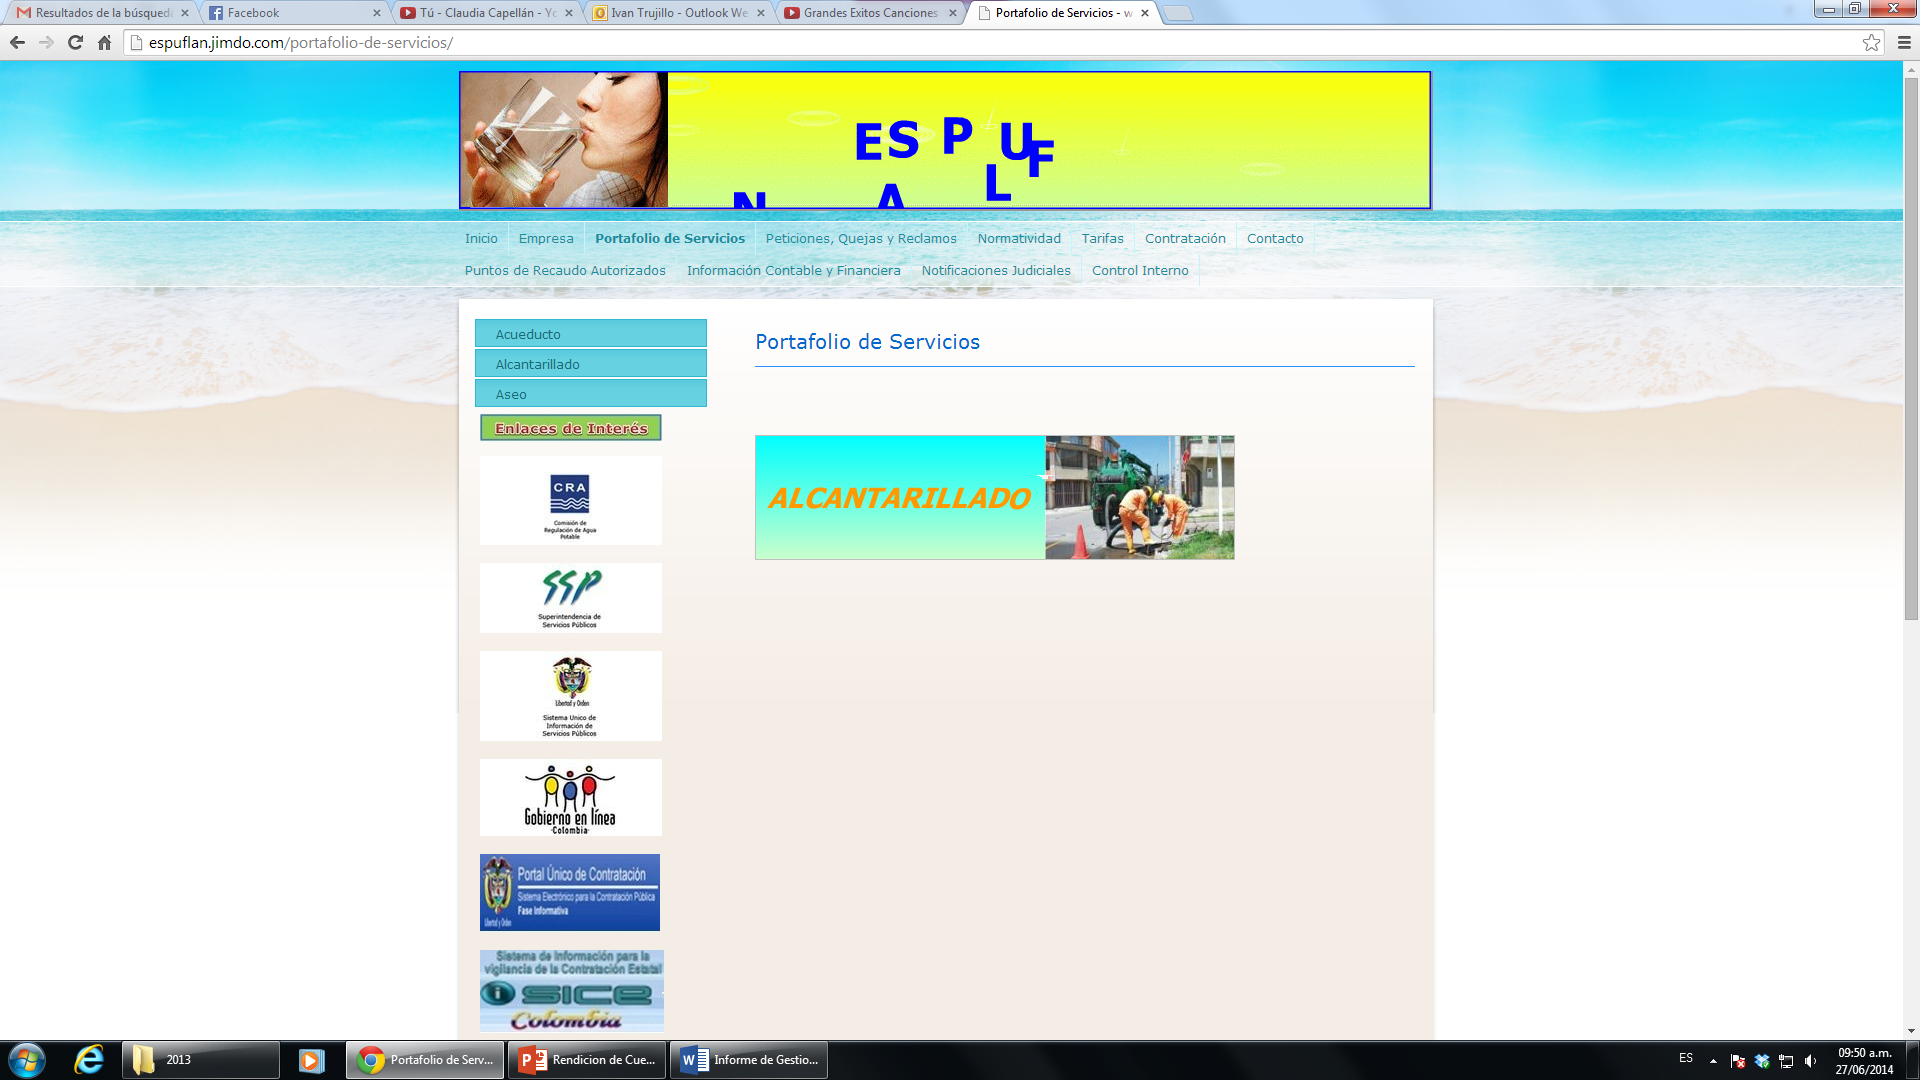 Resultados de la búsqued
Facebook
Tú - Claudia Capellán - Yo
Ivan Trujillo - Outlook We
Grandes Exitos Canciones
Portafolio de Servicios - w
espuflan.jimdo.com/portafolio-de-servicios/
E S P U F
L A N
Inicio
Empresa
Portafolio de Servicios
Peticiones, Quejas y Reclamos
Normatividad
Tarifas
Contratación
Contacto
Puntos de Recaudo Autorizados
Información Contable y Financiera
Notificaciones Judiciales
Control Interno
Acueducto
Alcantarillado
Aseo
Enlaces de Interés
CRA
Comisión de
Regulación de Agua
Potable
SSP
Superintendencia de
Servicios Públicos
Libertad y Orden
Sistema Unico de
Información de
Servicios Públicos
Gobierno en línea
·Colombia·
Portal Único de Contratación
Sistema Electrónico para la Contratación Pública
Fase Informativa
Libertad y Orden
Sistema de Información para la
vigilancia de la Contratación Estatal
i SICE
Colombia
Portafolio de Servicios
ALCANTARILLADO
2013
Portafolio de Serv...
Rendicion de Cue...
Informe de Gestio...
ES
09:50 a.m.
27/06/2014